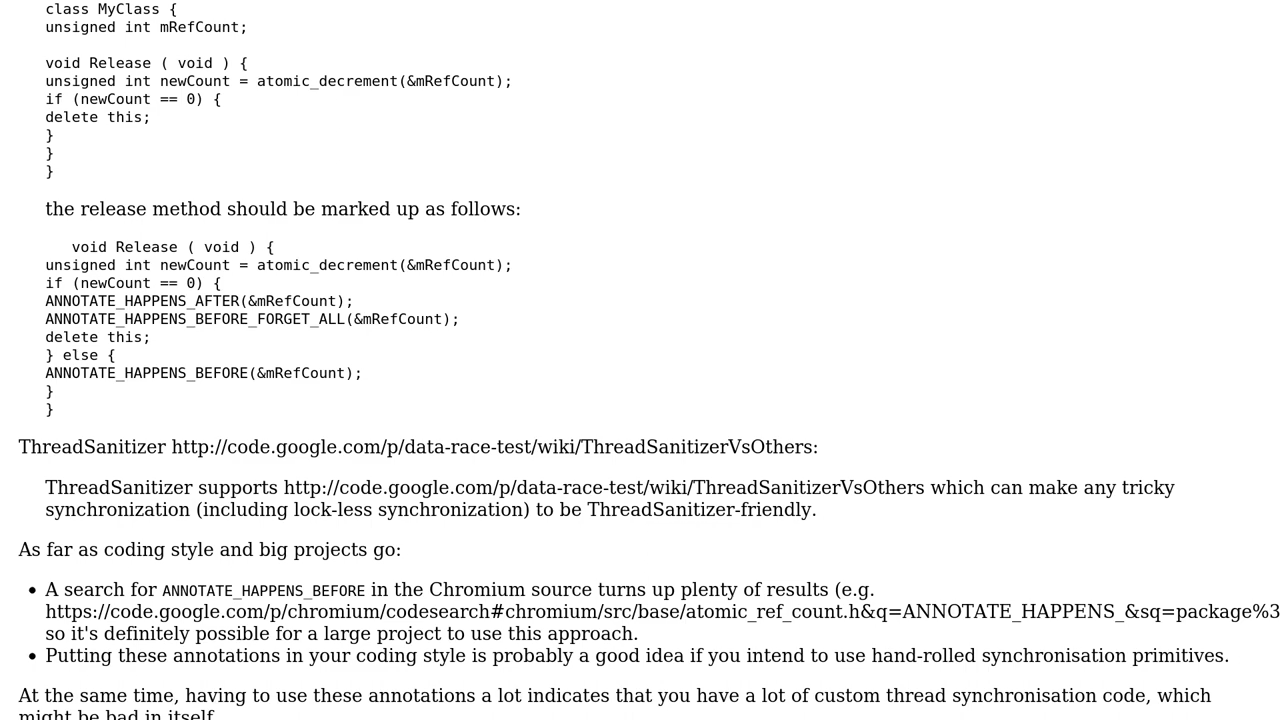 class MyClass {
unsigned int mRefCount;
void Release ( void ) {
unsigned int newCount = atomic_decrement(&mRefCount);
if (newCount == 0) {
delete this;
}
}
}
the release method should be marked up as follows:
void Release ( void ) {
unsigned int newCount = atomic_decrement(&mRefCount);
if (newCount == 0) {
ANNOTATE_HAPPENS_AFTER(&mRefCount);
ANNOTATE_HAPPENS_BEFORE_FORGET_ALL(&mRefCount);
delete this;
} else {
ANNOTATE_HAPPENS_BEFORE(&mRefCount);
}
}
ThreadSanitizer http://code.google.com/p/data-race-test/wiki/ThreadSanitizerVsOthers:
ThreadSanitizer supports http://code.google.com/p/data-race-test/wiki/ThreadSanitizerVsOthers which can make any tricky
synchronization (including lock-less synchronization) to be ThreadSanitizer-friendly.
As far as coding style and big projects go:
• A search for ANNOTATE_HAPPENS_BEFORE in the Chromium source turns up plenty of results (e.g.
https://code.google.com/p/chromium/codesearch#chromium/src/base/atomic_ref_count.h&q=ANNOTATE_HAPPENS_&sq=package%3
so it's definitely possible for a large project to use this approach.
• Putting these annotations in your coding style is probably a good idea if you intend to use hand-rolled synchronisation primitives.
At the same time, having to use these annotations a lot indicates that you have a lot of custom thread synchronisation code, which
might be bad in itself.